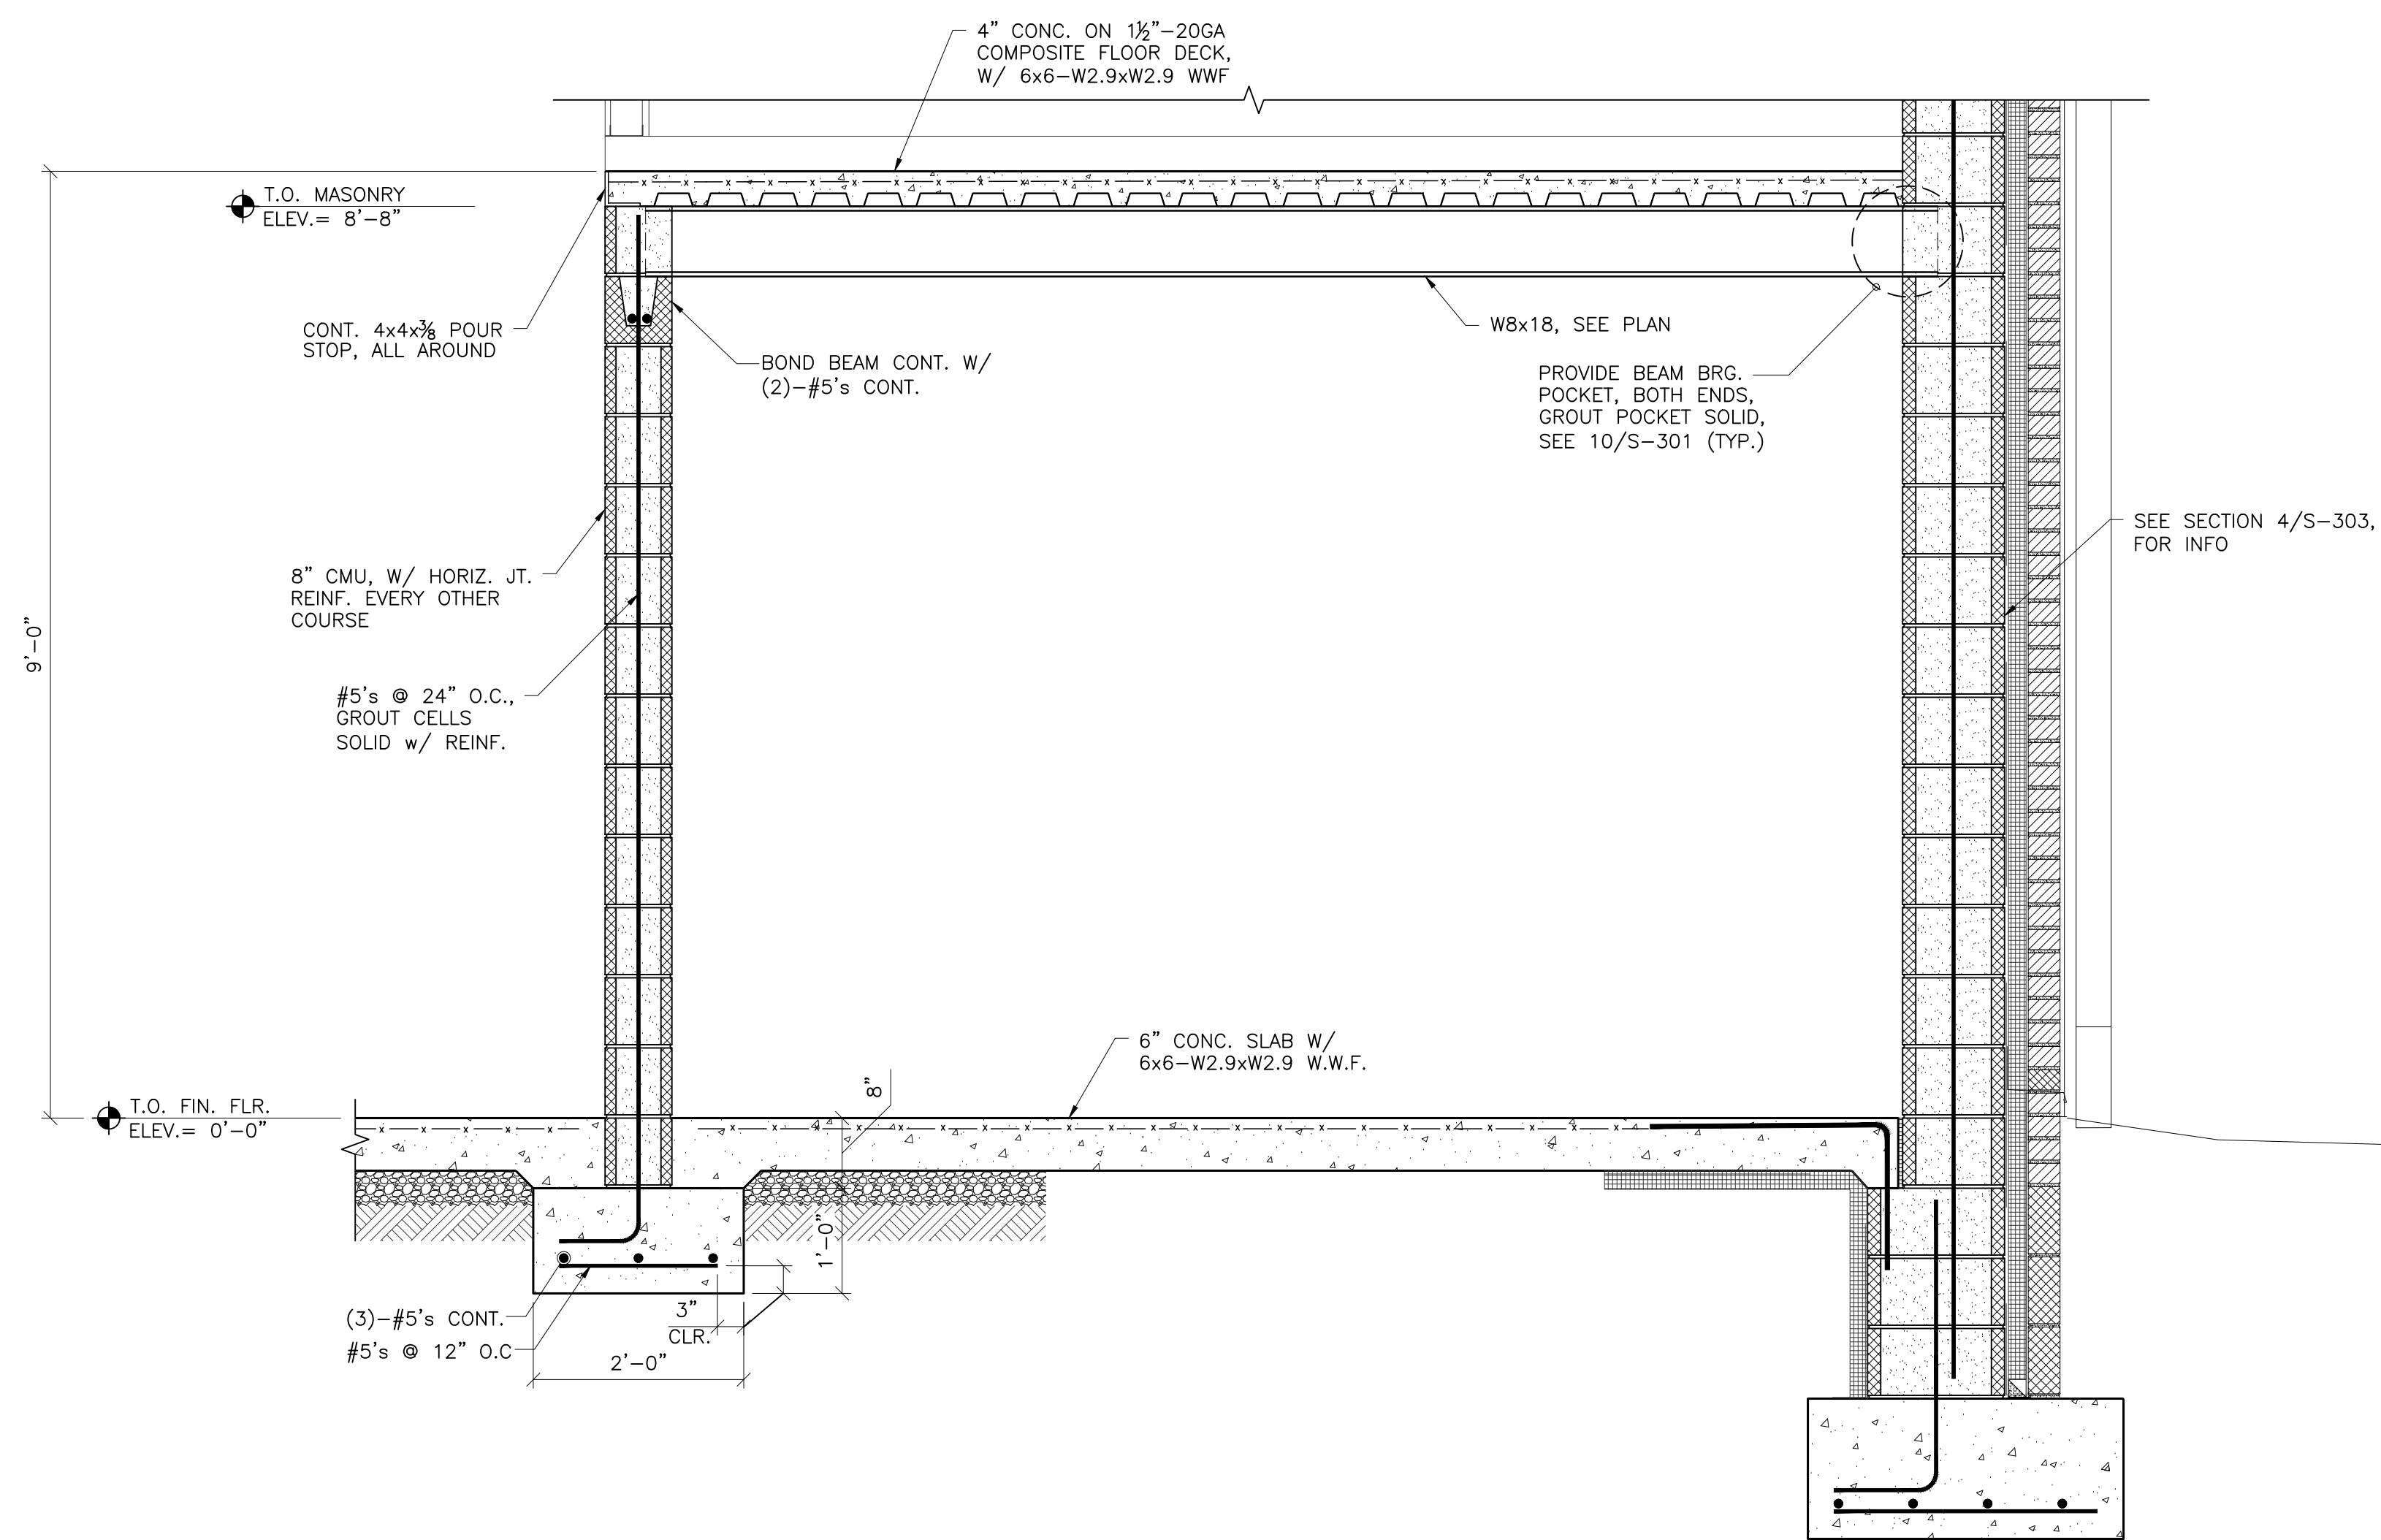 4" CONC. ON 1½"-20GA
COMPOSITE FLOOR DECK,
W/ 6x6-W2.9xW2.9 WWF
T.O. MASONRY
ELEV.= 8'-8"
CONT. 4x4x⅜ POUR
STOP, ALL AROUND
BOND BEAM CONT. W/
(2)-#5's CONT.
W8x18, SEE PLAN
PROVIDE BEAM BRG.
POCKET, BOTH ENDS,
GROUT POCKET SOLID,
SEE 10/S-301 (TYP.)
SEE SECTION 4/S-303,
FOR INFO
8" CMU, W/ HORIZ. JT.
REINF. EVERY OTHER
COURSE
9'-0"
#5's @ 24" O.C.,
GROUT CELLS
SOLID w/ REINF.
6" CONC. SLAB W/
6x6-W2.9xW2.9 W.W.F.
8"
T.O. FIN. FLR.
ELEV.= 0'-0"
1'-0"
(3)-#5's CONT.
#5's @ 12" O.C
3"
CLR.
2'-0"